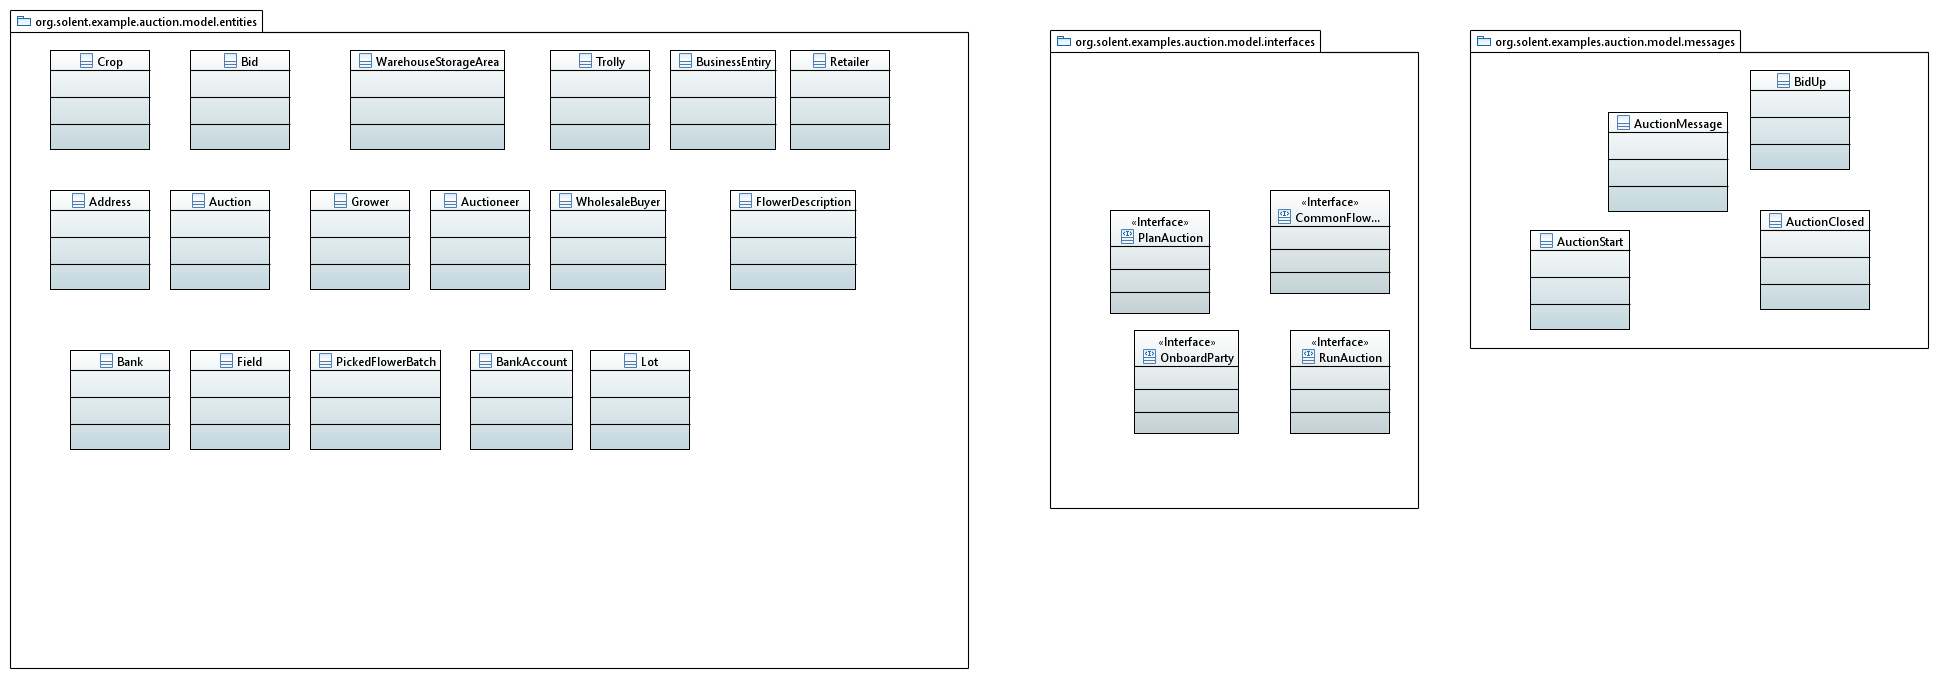 org.solent.example.auction.model.entities
Crop
Bid
WarehouseStorageArea
Trolly
BusinessEntiry
Retailer
Address
Auction
Grower
Auctioneer
WholesaleBuyer
FlowerDescription
Bank
Field
PickedFlowerBatch
BankAccount
Lot
org.solent.examples.auction.model.interfaces
«Interface»
PlanAuction
«Interface»
CommonFlow...
«Interface»
OnboardParty
«Interface»
RunAuction
org.solent.examples.auction.model.messages
BidUp
AuctionMessage
AuctionClosed
AuctionStart